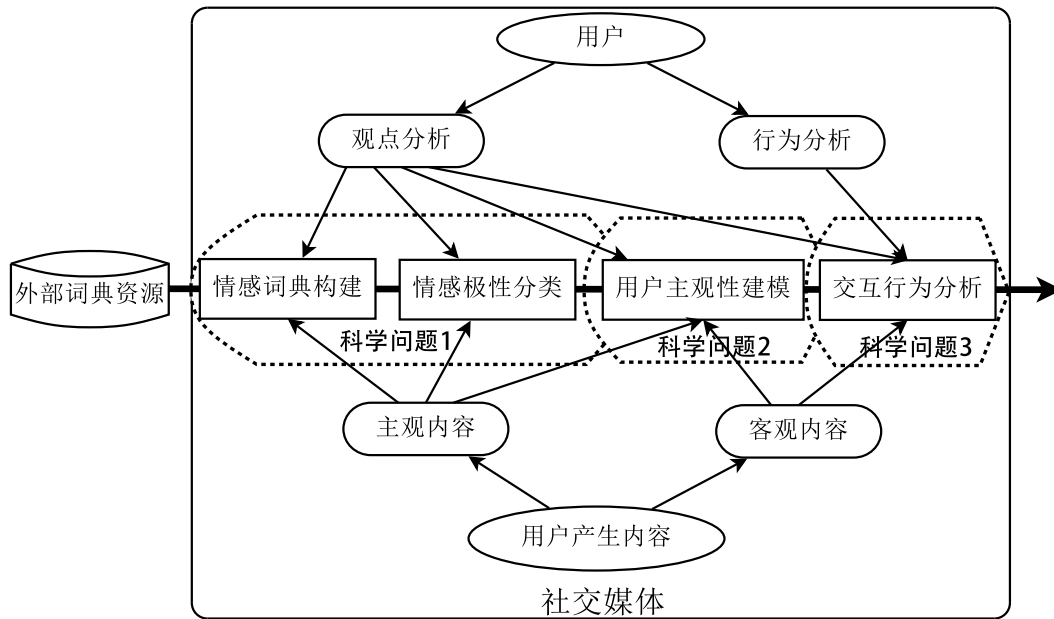 用户
观点分析
行为分析
外部词典资源
情感词典构建
情感极性分类
用户主观性建模
交互行为分析
科学问题1
科学问题2
科学问题3
主观内容
客观内容
用户产生内容
社交媒体